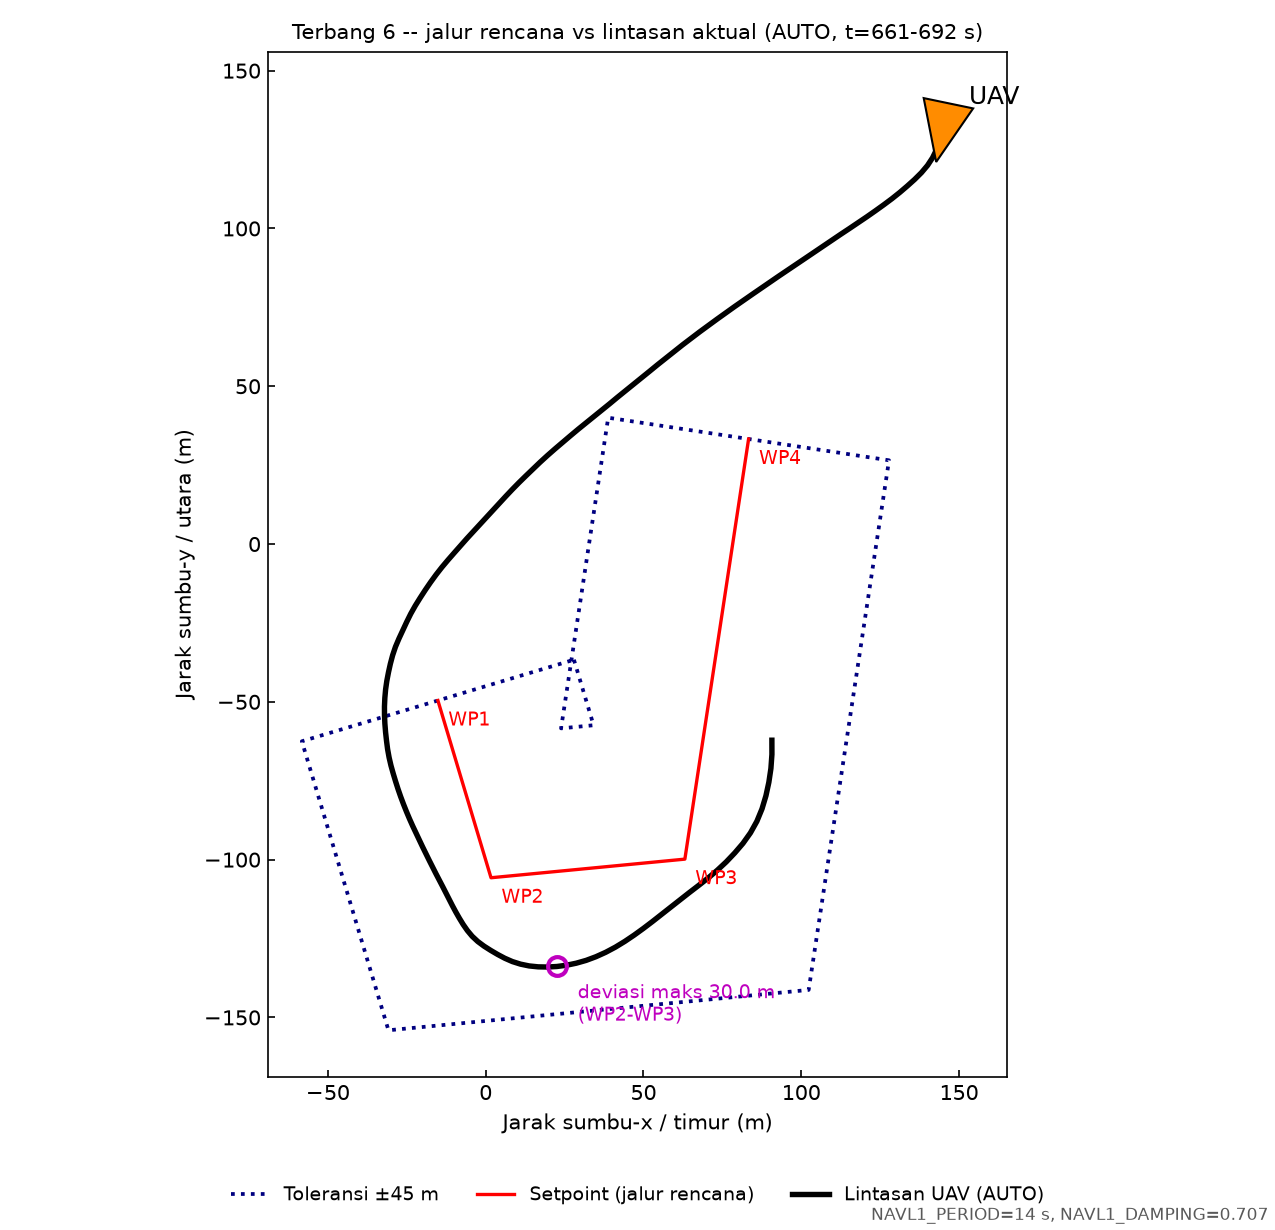 Terbang 6 -- jalur rencana vs lintasan aktual (AUTO, t=661-692 s)
UAV
150
100
50
0
−50
−100
−150
Jarak sumbu-y / utara (m)
WP4
WP1
WP3
WP2
deviasi maks 30.0 m
(WP2-WP3)
−50
0
50
100
150
Jarak sumbu-x / timur (m)
Toleransi ±45 m
Setpoint (jalur rencana)
Lintasan UAV (AUTO)
NAVL1_PERIOD=14 s, NAVL1_DAMPING=0.707